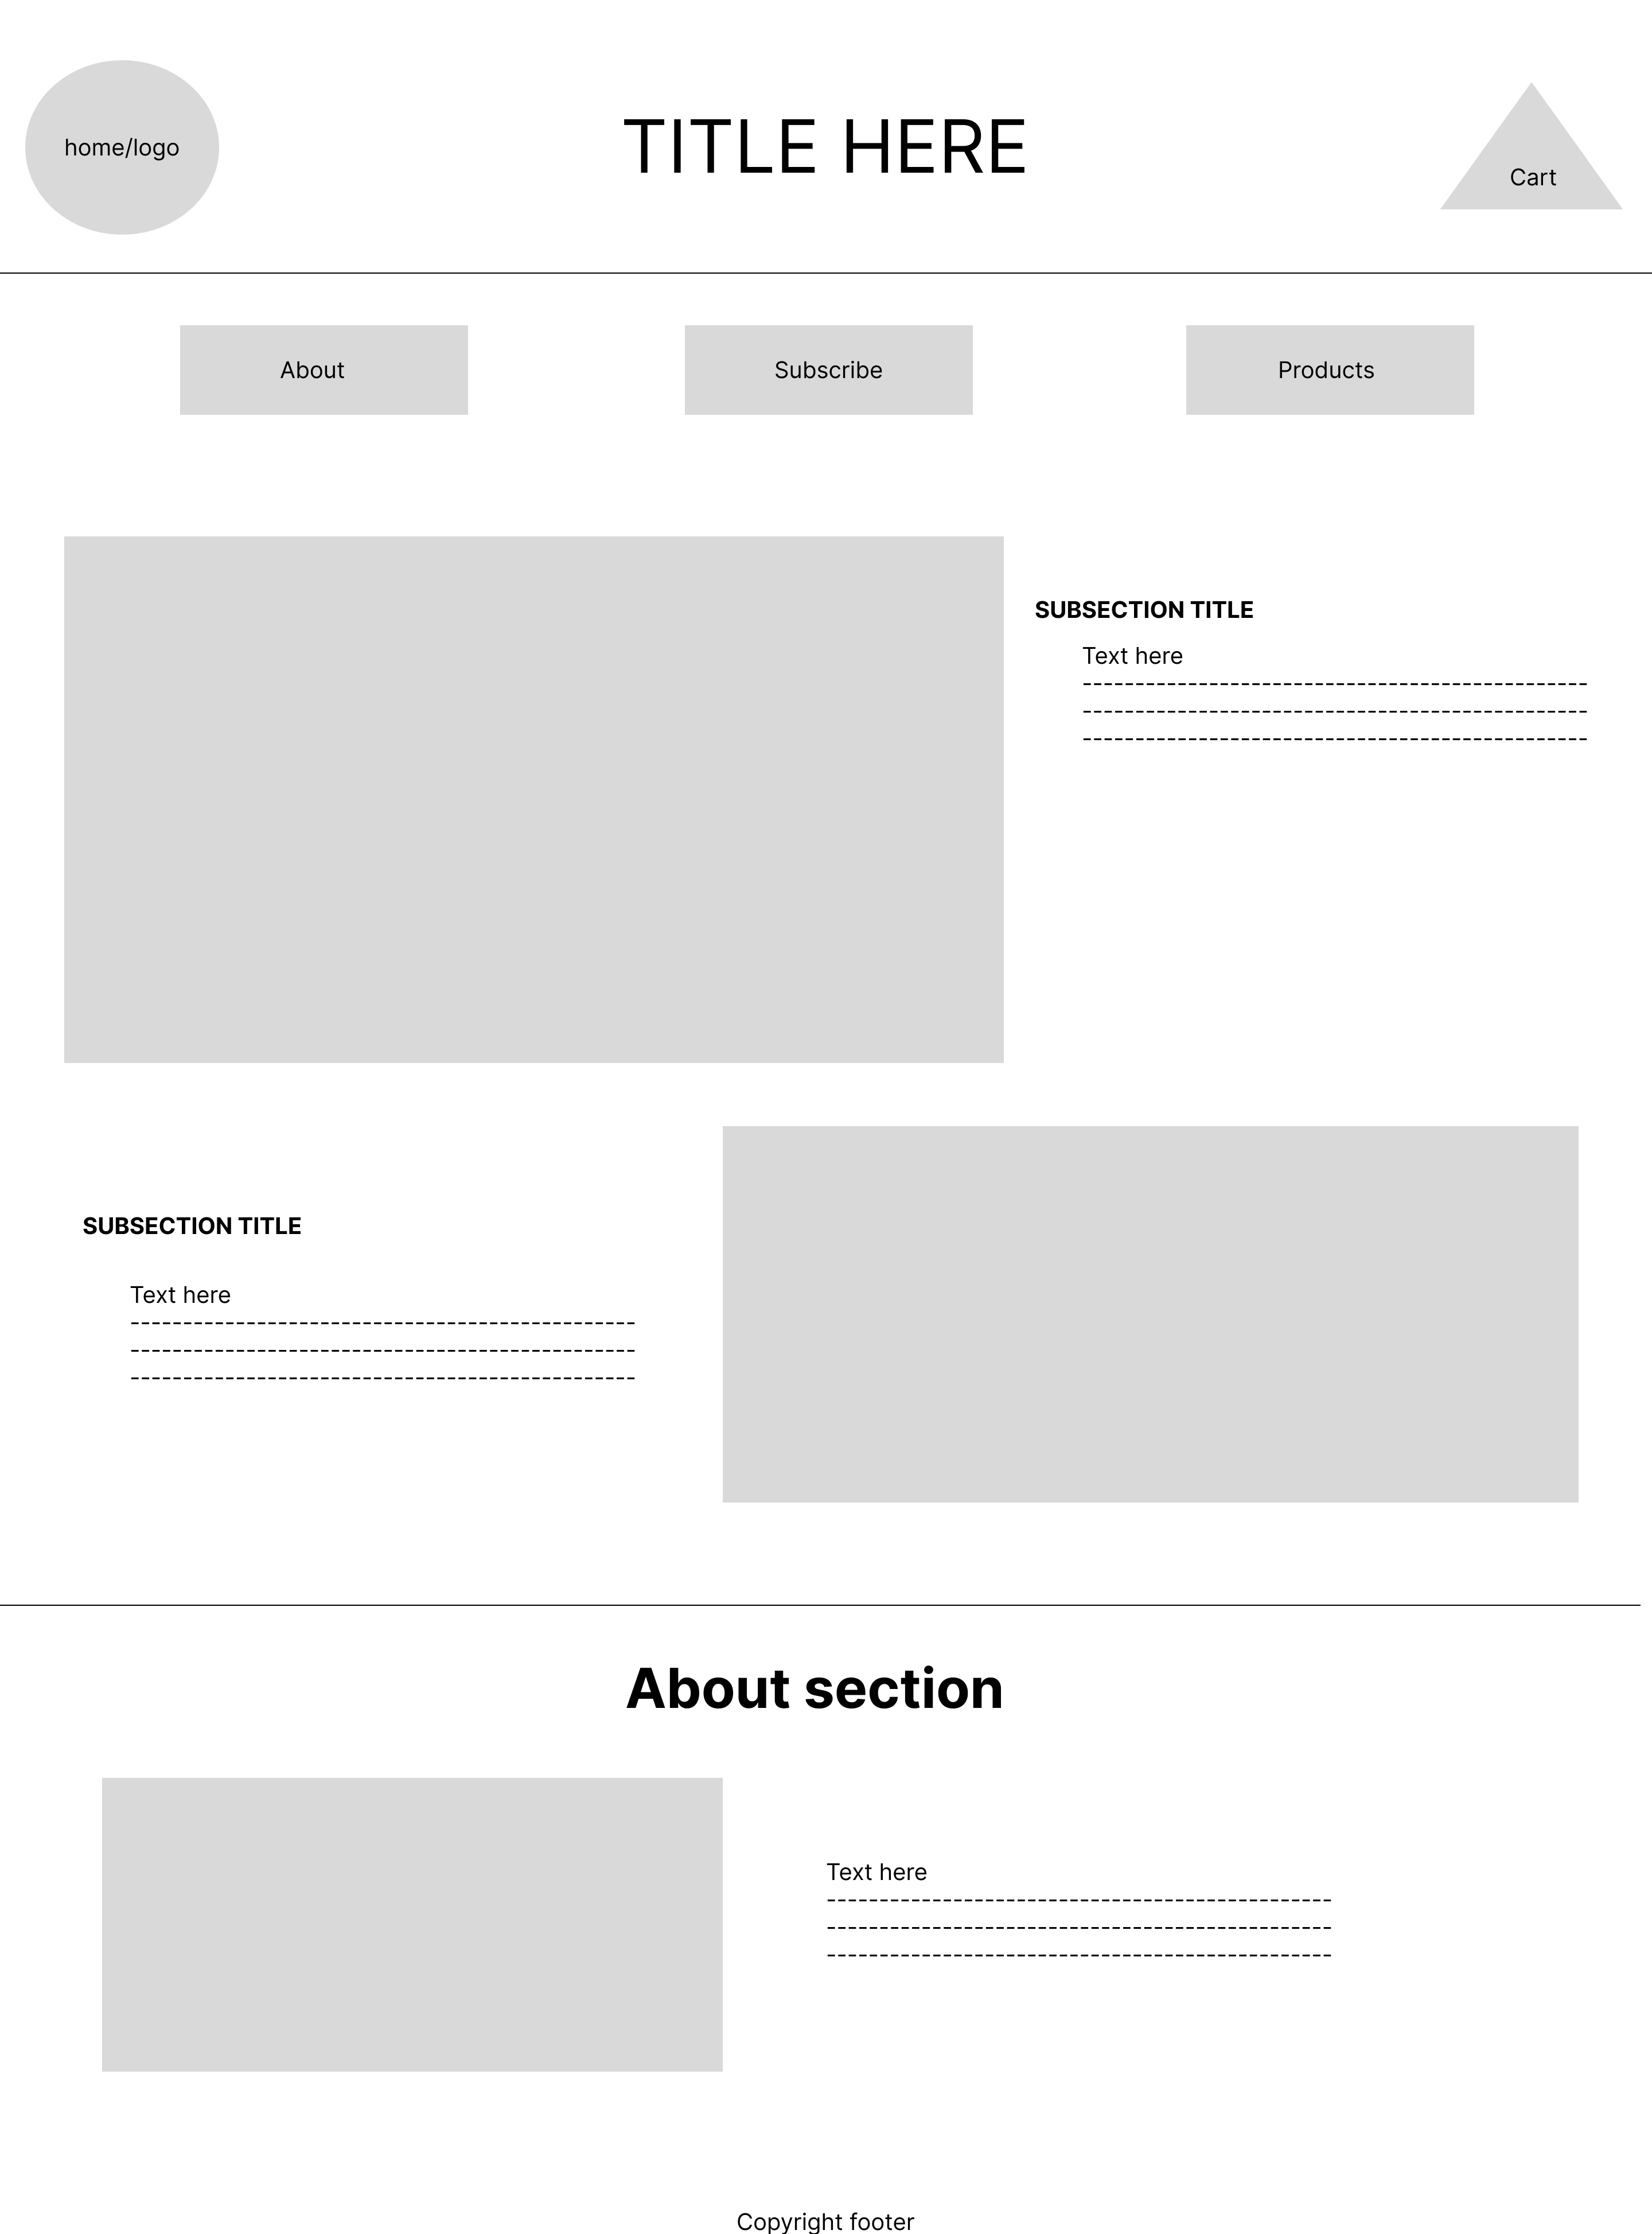 home/logo
TITLE HERE
Cart
About
Subscribe
Products
SUBSECTION TITLE
Text here
------------------------------------------------
------------------------------------------------
------------------------------------------------
SUBSECTION TITLE
Text here
------------------------------------------------
------------------------------------------------
------------------------------------------------
About section
Text here
------------------------------------------------
------------------------------------------------
------------------------------------------------
Copyright footer